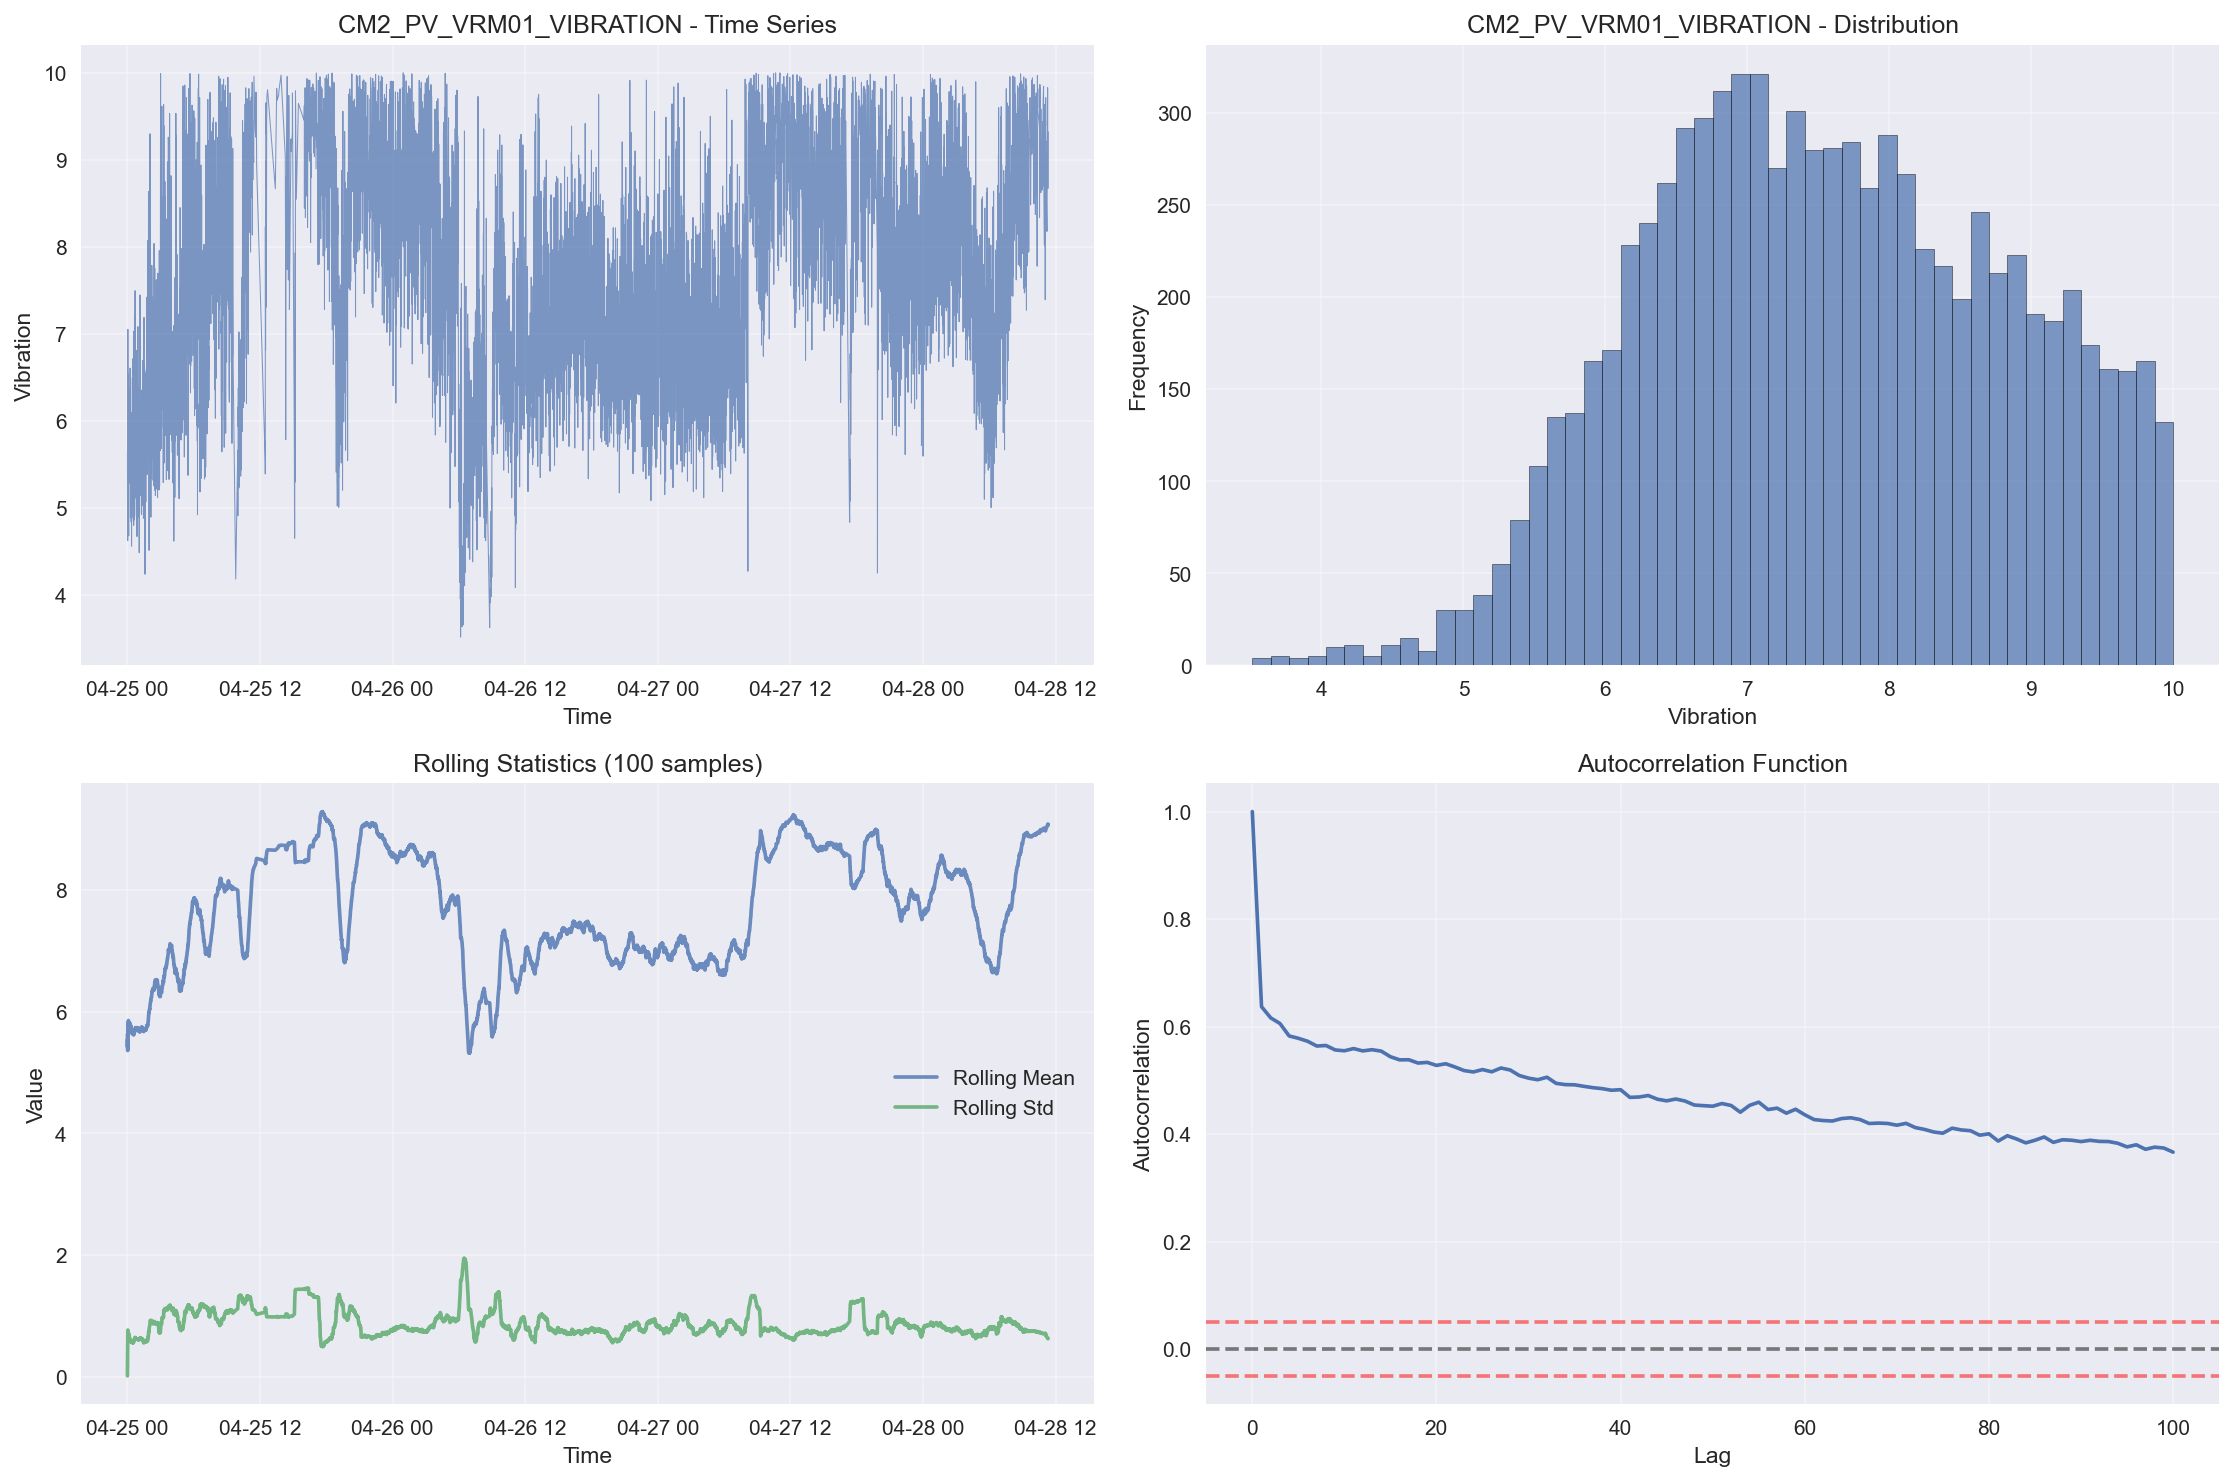 CM2_PV_VRM01_VIBRATION - Time Series
10
9
8
7
6
5
4
Vibration
04-25 00 04-25 12 04-26 00 04-26 12 04-27 00 04-27 12 04-28 00 04-28 12
Time
CM2_PV_VRM01_VIBRATION - Distribution
300
250
200
150
100
50
0
Frequency
4 5 6 7 8 9 10
Vibration
Rolling Statistics (100 samples)
8
6
4
2
0
Value
Rolling Mean
Rolling Std
04-25 00 04-25 12 04-26 00 04-26 12 04-27 00 04-27 12 04-28 00 04-28 12
Time
Autocorrelation Function
1.0
0.8
0.6
0.4
0.2
0.0
Autocorrelation
0 20 40 60 80 100
Lag